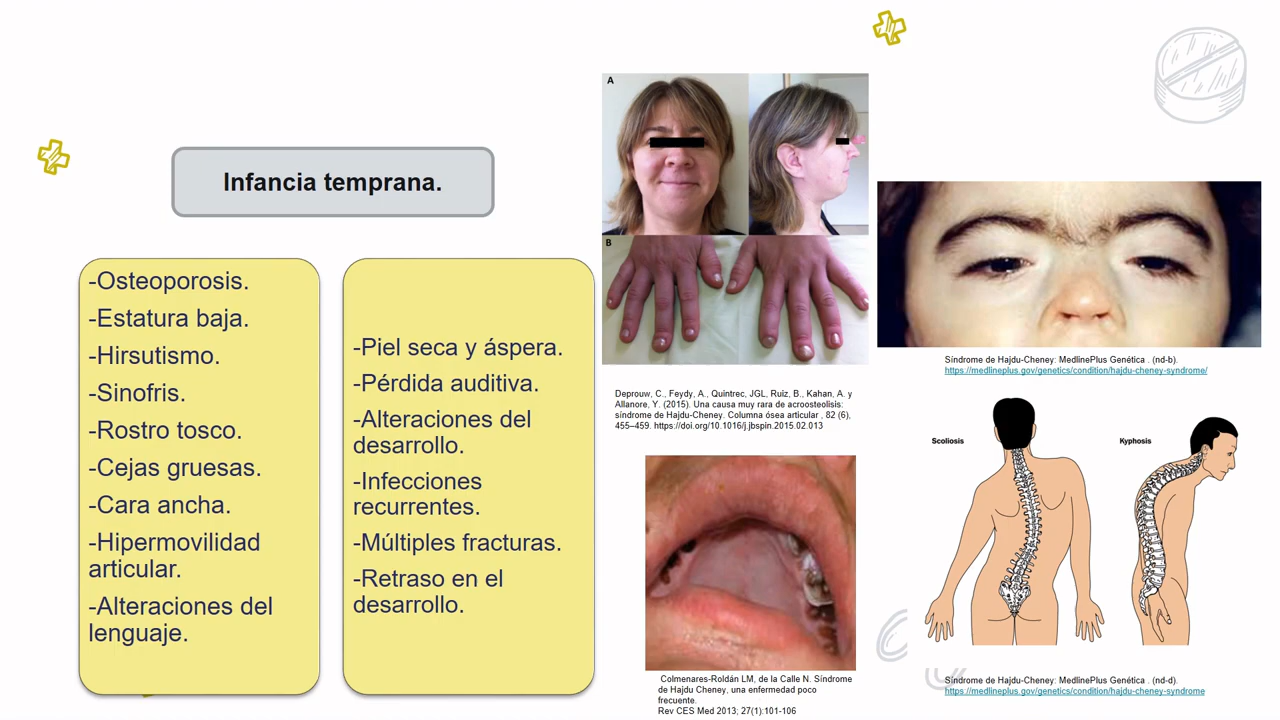 Infancia temprana.
-Osteoporosis.
-Estatura baja.
-Hirsutismo.
-Sinofris.
-Rostro tosco.
-Cejas gruesas.
-Cara ancha.
-Hipermovilidad
articular.
-Alteraciones del
lenguaje.
-Piel seca y áspera.
-Pérdida auditiva.
-Alteraciones del
desarrollo.
-Infecciones
recurrentes.
-Múltiples fracturas.
-Retraso en el
desarrollo.
A
B
Deprouw, C., Feydy, A., Quintrec, JGL, Ruiz, B., Kahan, A. y
Allanore, Y. (2015). Una causa muy rara de acroosteolisis:
síndrome de Hajdu-Cheney. Columna ósea articular , 82 (6),
455–459. https://doi.org/10.1016/j.jbspin.2015.02.013
Colmenares-Roldán LM, de la Calle N. Síndrome
de Hajdu Cheney, una enfermedad poco
frecuente.
Rev CES Med 2013; 27(1):101-106
Síndrome de Hajdu-Cheney: MedlinePlus Genética . (nd-b).
https://medlineplus.gov/genetics/condition/hajdu-cheney-syndrome/
Scoliosis
Kyphosis
Síndrome de Hajdu-Cheney: MedlinePlus Genética . (nd-d).
https://medlineplus.gov/genetics/condition/hajdu-cheney-syndrome